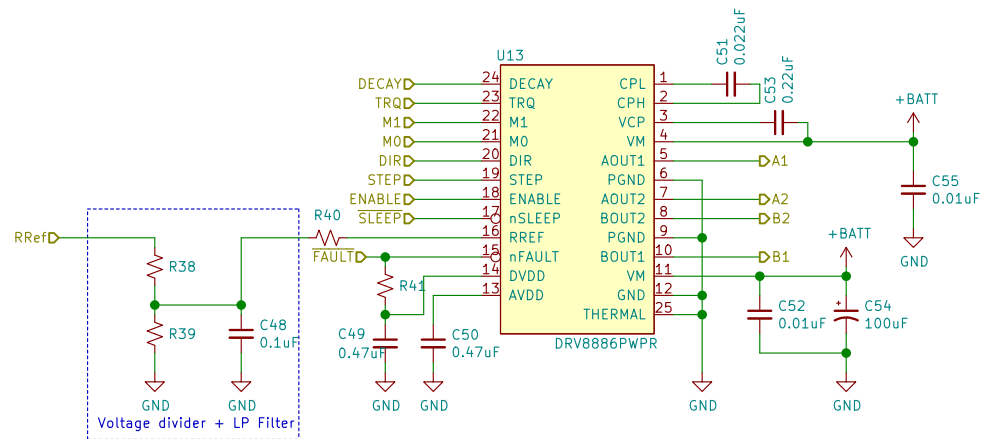 U13
DRV8886PWPR
DECAY
TRQ
M1
M0
DIR
STEP
ENABLE
SLEEP
FAULT
RRef
24 DECAY
23 TRQ
22 M1
21 M0
20 DIR
19 STEP
18 ENABLE
17 nSLEEP
16 RREF
15 nFAULT
14 DVDD
13 AVDD
CPL 1
CPH 2
VCP 3
VM 4
AOUT1 5
PGND 6
AOUT2 7
BOUT2 8
PGND 9
BOUT1 10
VM 11
GND 12
THERMAL 25
A1
A2
B2
B1
C51
0.022uF
C53
0.22uF
+BATT
C55
0.01uF
GND
+BATT
C52
0.01uF
C54
+
100uF
GND
GND
R40
R41
R38
R39
C48
0.1uF
C49
0.47uF
C50
0.47uF
GND
GND
GND
GND
Voltage divider + LP Filter